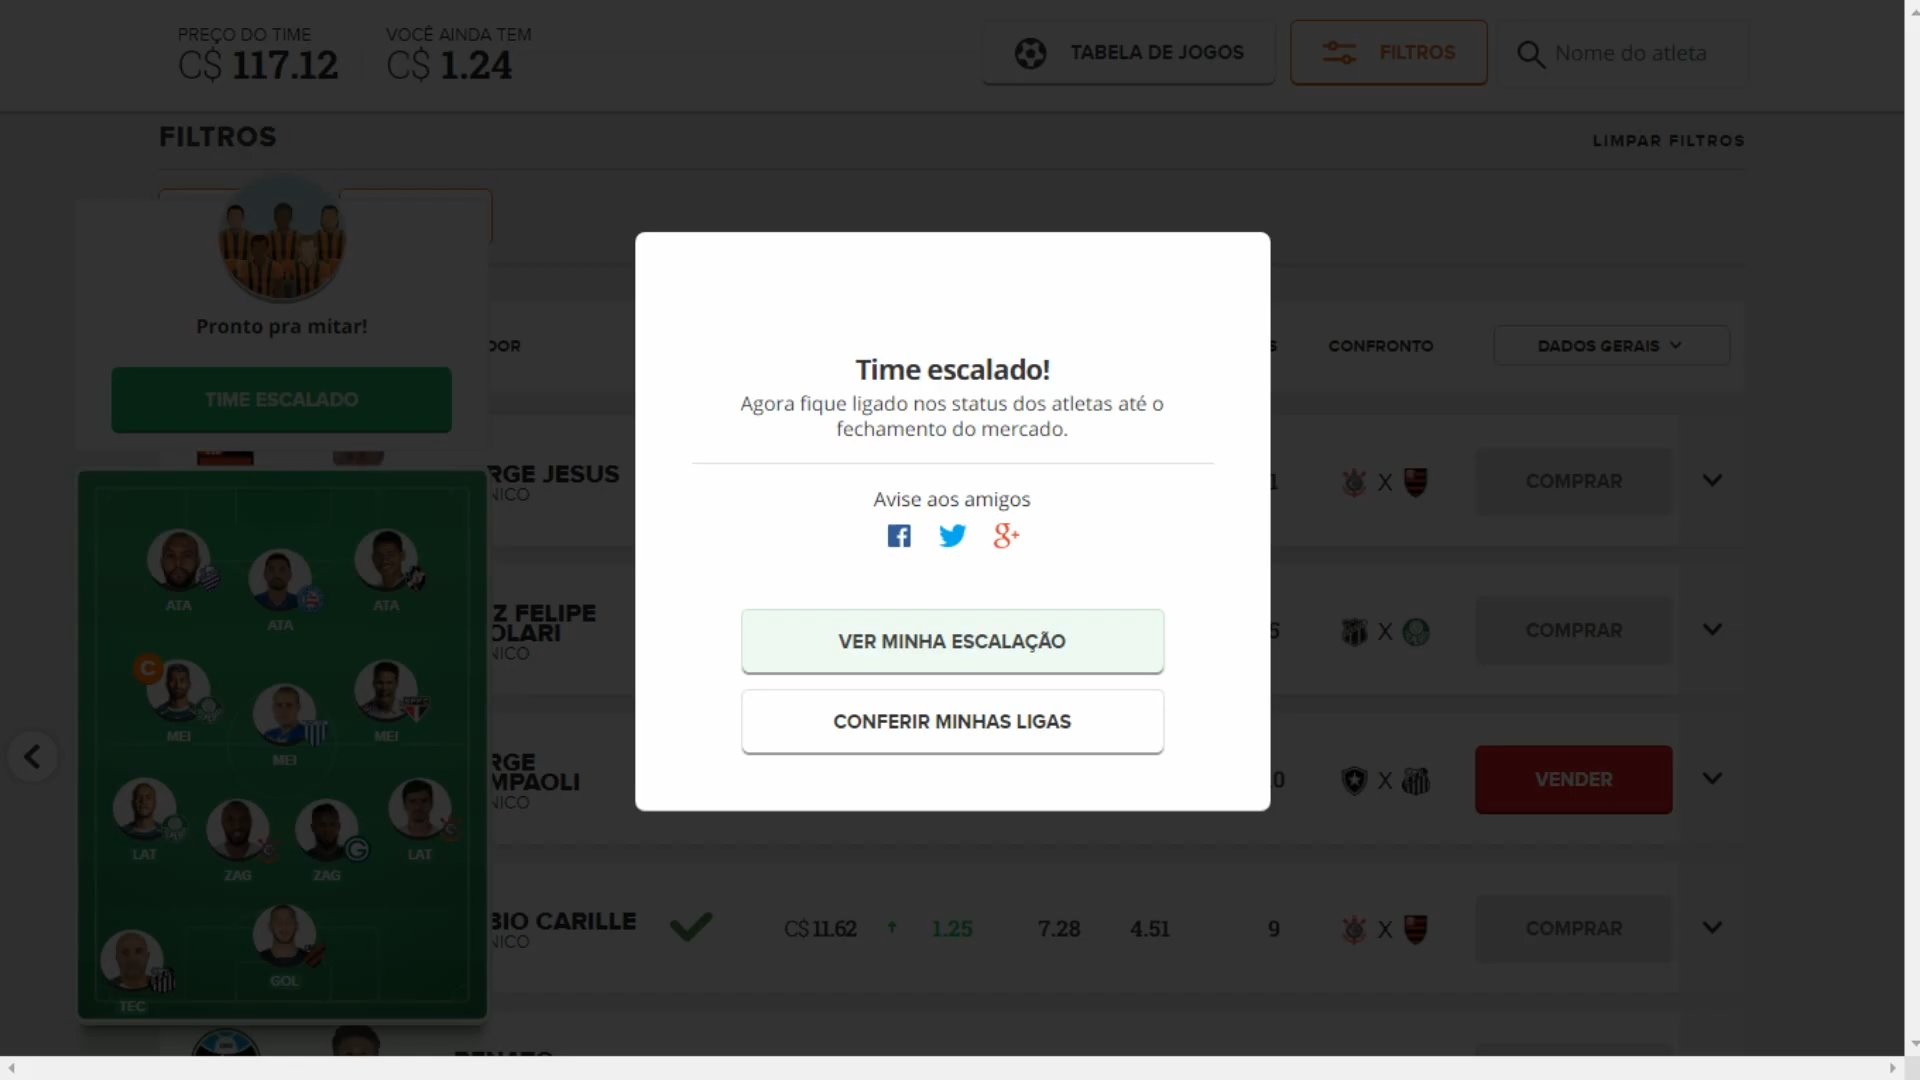 PREÇO DO TIME
C$ 117.12
VOCÊ AINDA TEM
C$ 1.24
TABELA DE JOGOS
FILTROS
Nome do atleta
FILTROS
LIMPAR FILTROS
Pronto pra mitar!
TIME ESCALADO
DOR
CONFRONTO
DADOS GERAIS
Time escalado!
Agora fique ligado nos status dos atletas até o
fechamento do mercado.
Avise aos amigos
VER MINHA ESCALAÇÃO
CONFERIR MINHAS LIGAS
RGE JESUS
NICO
1
X
COMPRAR
Z FELIPE
OLARI
NICO
6
X
COMPRAR
RGE
MPAOLI
NICO
0
X
VENDER
BIO CARILLE
NICO
C$ 11.62
1.25
7.28
4.51
9
X
COMPRAR
ATA
ATA
ATA
C
MEI
MEI
MEI
LAT
ZAG
ZAG
LAT
GOL
TEC